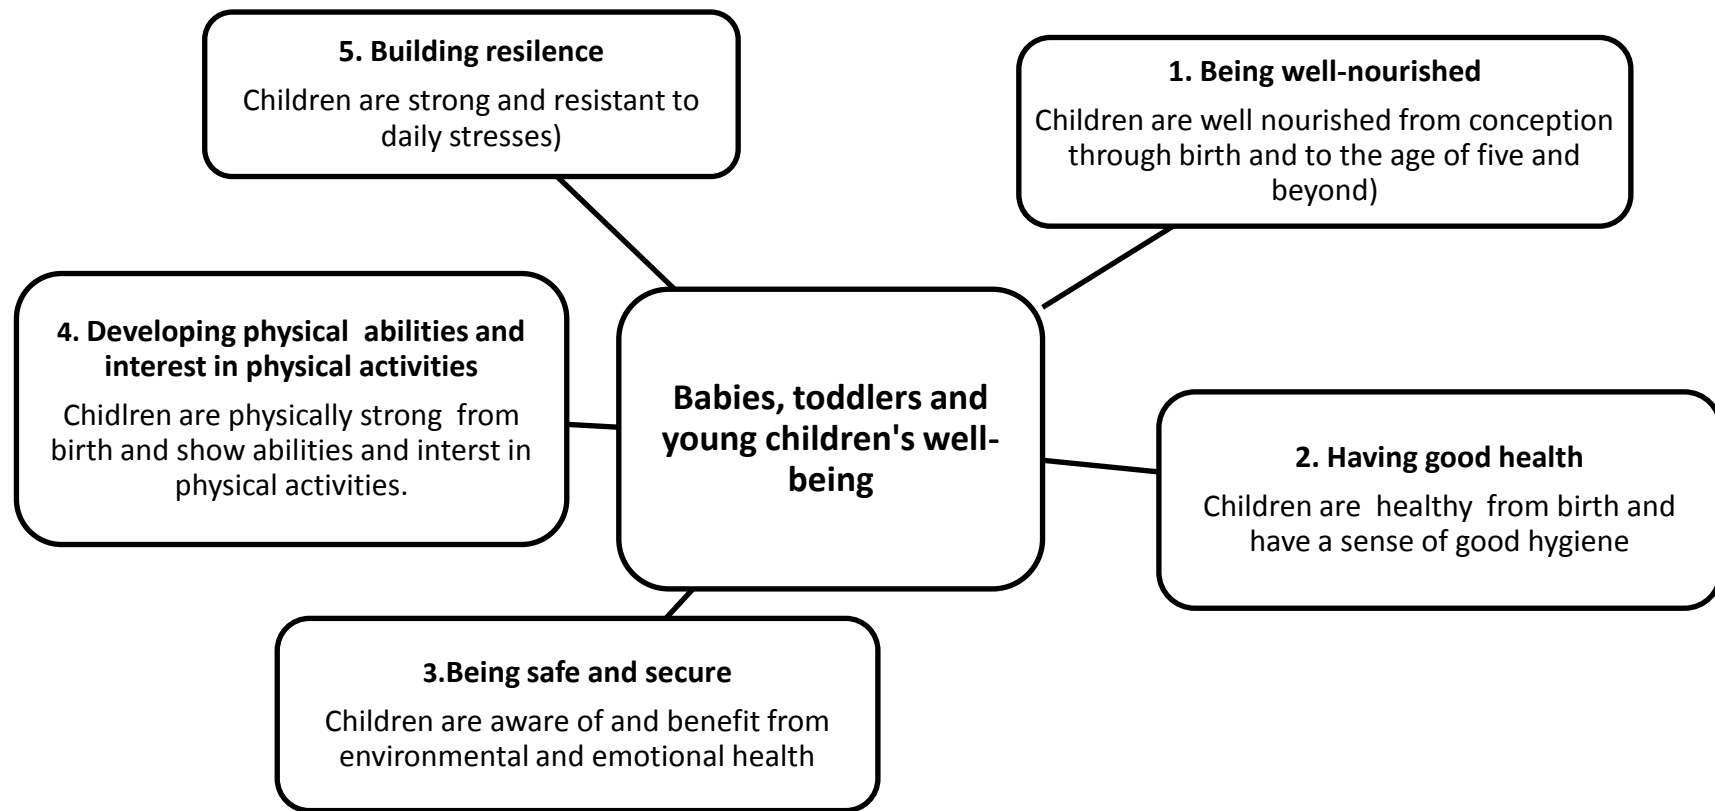 5. Building resilence
Children are strong and resistant to
daily stresses)
1. Being well-nourished
Children are well nourished from conception
through birth and to the age of five and
beyond)
4. Developing physical  abilities and
interest in physical activities
Chidlren are physically strong  from
birth and show abilities and interst in
physical activities.
Babies, toddlers and
young children's well-
being
2. Having good health
Children are  healthy  from birth and
have a sense of good hygiene
3.Being safe and secure
Children are aware of and benefit from
environmental and emotional health